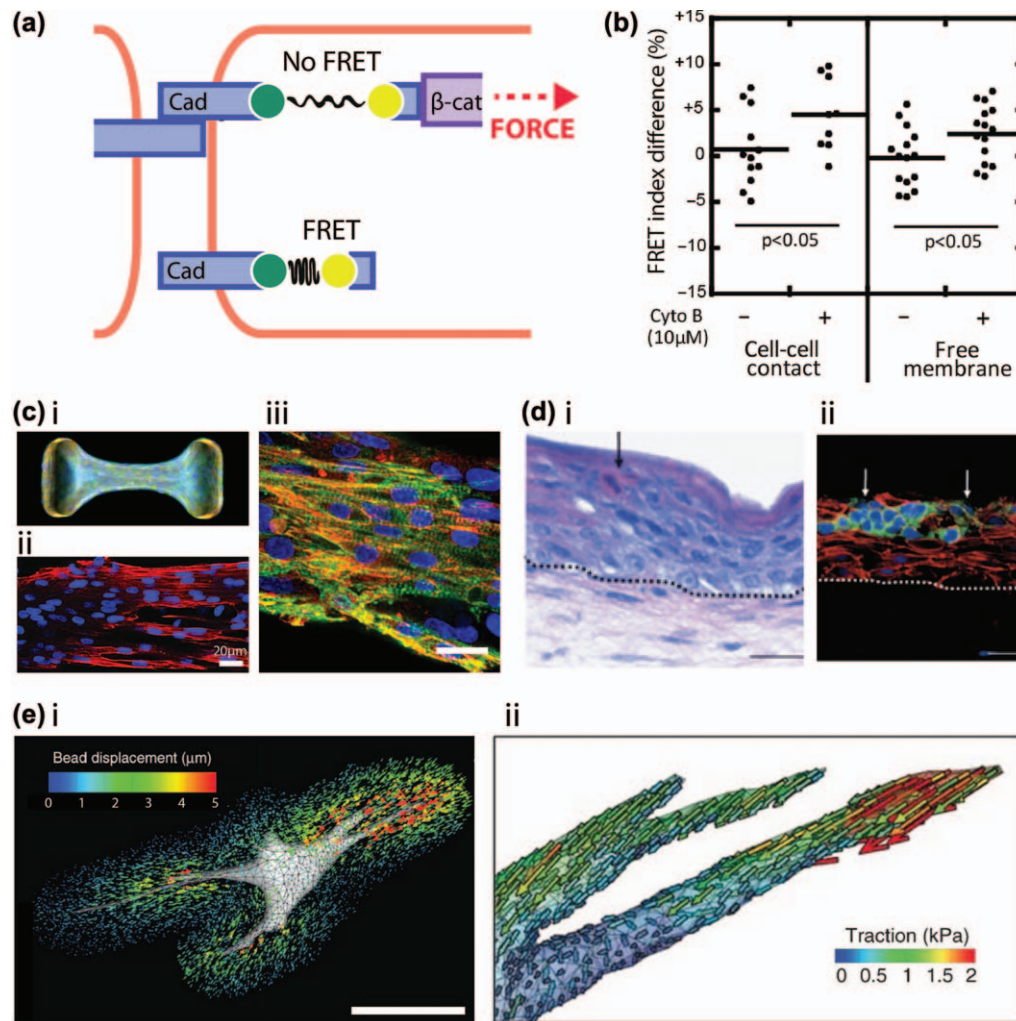 (a)
No FRET
Cad
β-cat
FORCE
FRET
Cad
(b)
FRET index difference (%)
+15
+10
+5
0
−5
−10
−15
p<0.05
p<0.05
Cyto B
(10µM)
− + − +
Cell-cell
contact
Free
membrane
(c) i
ii
20µm
iii
(d) i
ii
(e) i
Bead displacement (µm)
0 1 2 3 4 5
ii
Traction (kPa)
0 0.5 1 1.5 2